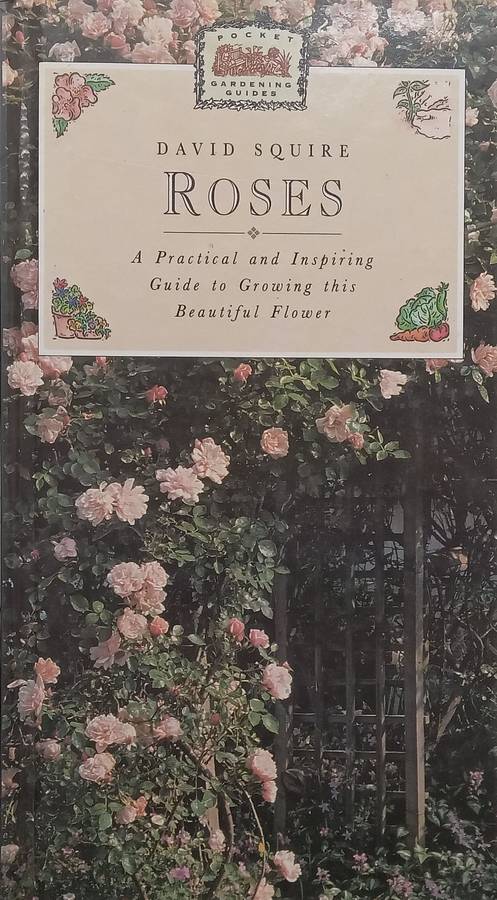 POCKET
GARDENING
GUIDES
DAVID SQUIRE
ROSES
A Practical and Inspiring
Guide to Growing this
Beautiful Flower